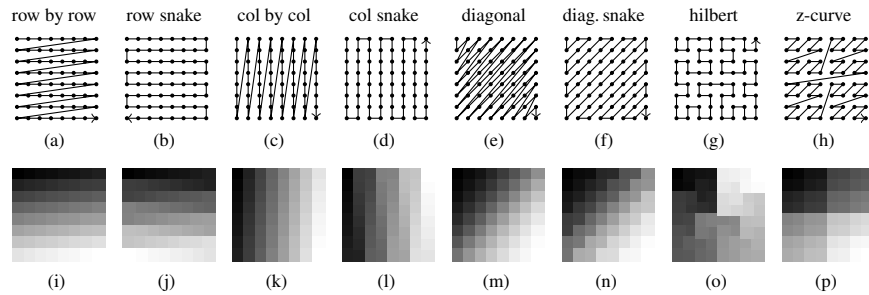 row by row row snake col by col col snake diagonal diag. snake hilbert z-curve
(a) (b) (c) (d) (e) (f) (g) (h)
(i) (j) (k) (l) (m) (n) (o) (p)